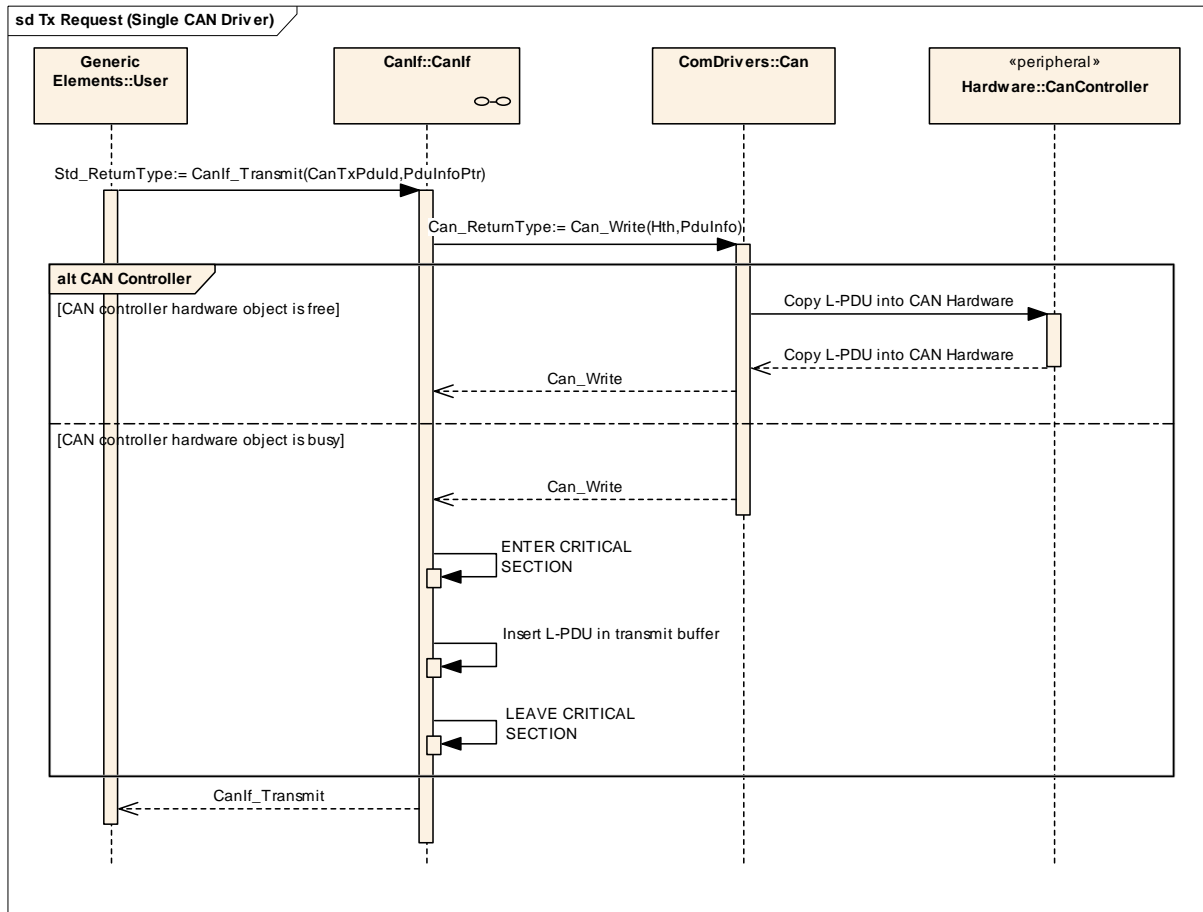 sd Tx Request (Single CAN Driver)
Generic
Elements::User
CanIf::CanIf
ComDrivers::Can
«peripheral»
Hardware::CanController
Std_ReturnType:= CanIf_Transmit(CanTxPduId,PduInfoPtr)
Can_ReturnType:= Can_Write(Hth,PduInfo)
alt CAN Controller
[CAN controller hardware object is free]
Copy L-PDU into CAN Hardware
Copy L-PDU into CAN Hardware
Can_Write
[CAN controller hardware object is busy]
Can_Write
ENTER CRITICAL
SECTION
Insert L-PDU in transmit buffer
LEAVE CRITICAL
SECTION
CanIf_Transmit